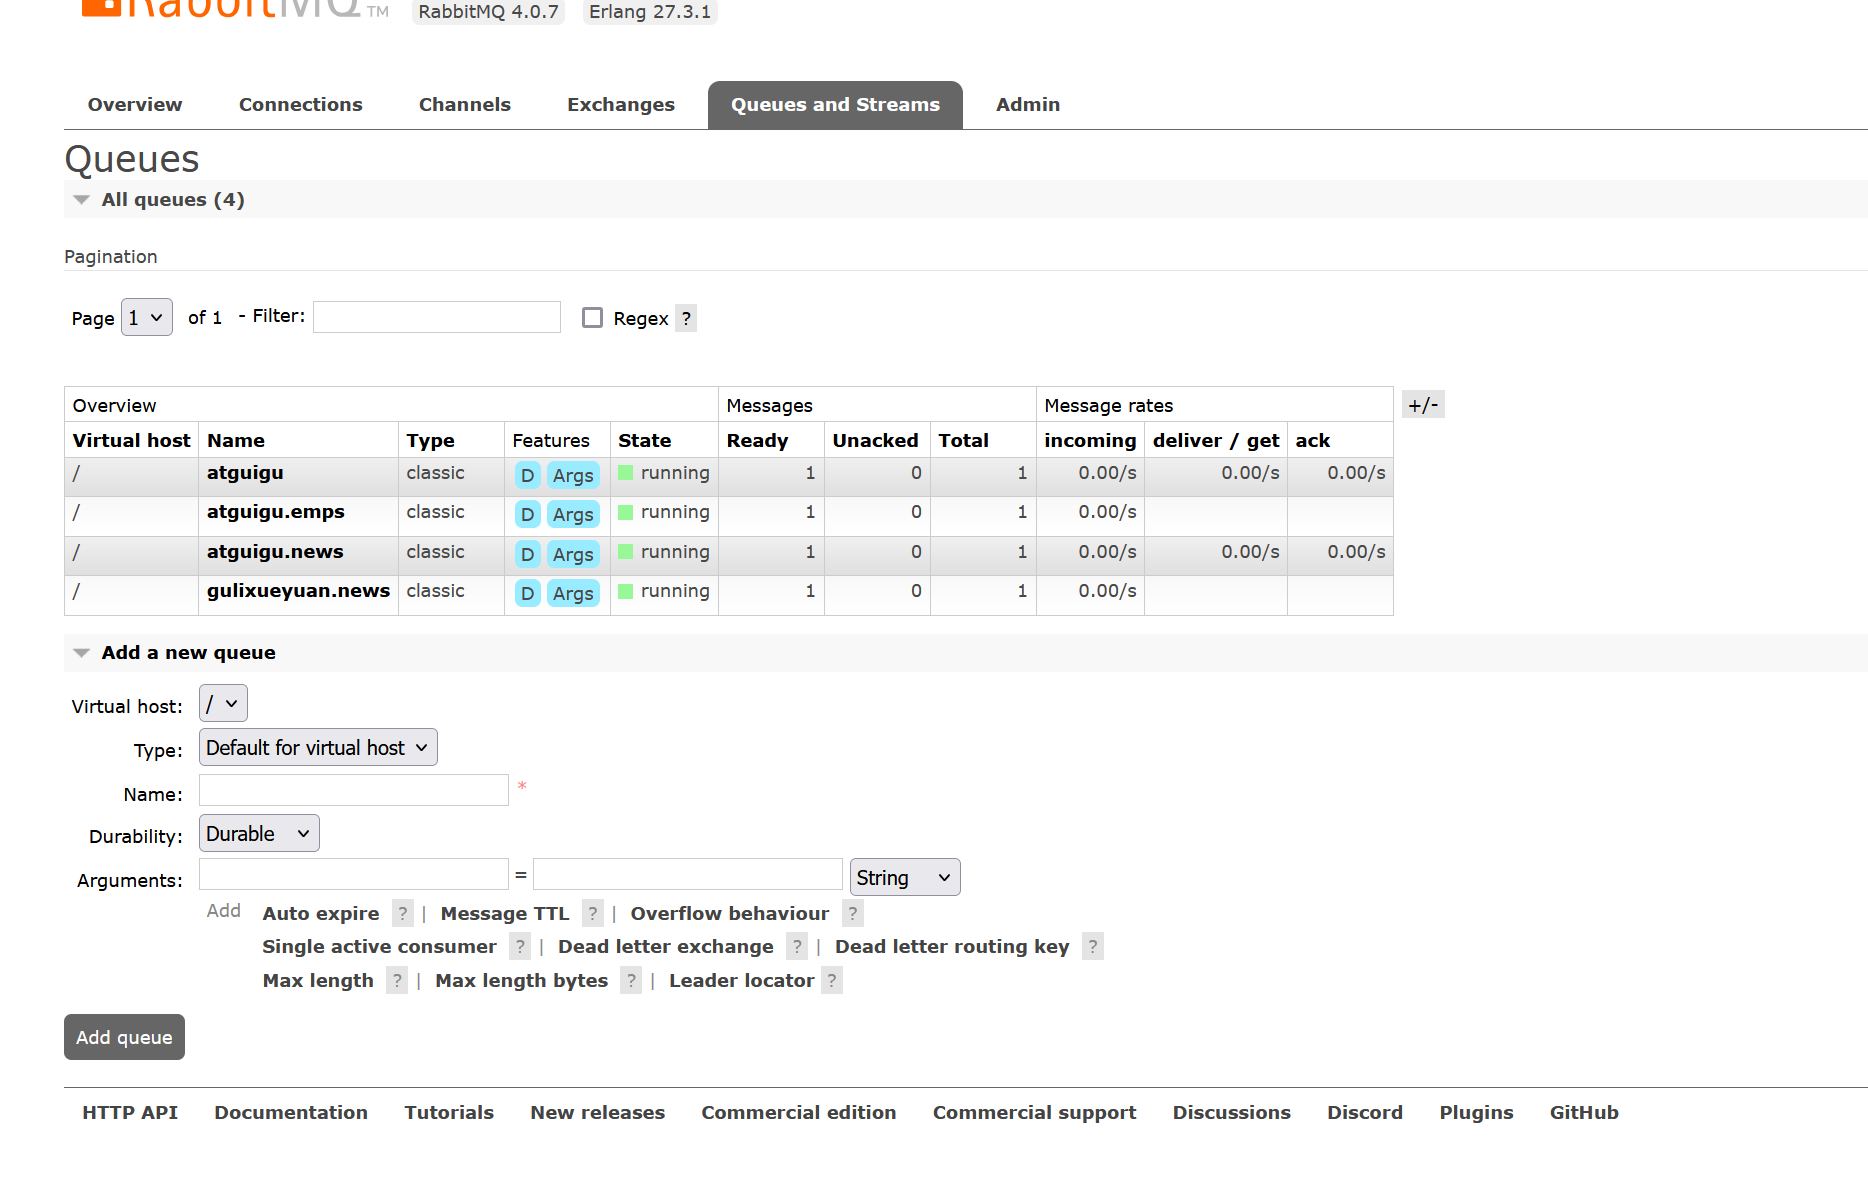 RabbitMQ TM RabbitMQ 4.0.7 Erlang 27.3.1
Overview Connections Channels Exchanges Queues and Streams Admin
Queues
All queues (4)
Pagination
Page 1 of 1 - Filter: Regex ?
Overview Messages Message rates +/-
Virtual host Name Type Features State Ready Unacked Total incoming deliver / get ack
/ atguigu classic D Args running 1 0 1 0.00/s 0.00/s 0.00/s
/ atguigu.emps classic D Args running 1 0 1 0.00/s
/ atguigu.news classic D Args running 1 0 1 0.00/s 0.00/s 0.00/s
/ gulixueyuan.news classic D Args running 1 0 1 0.00/s
Add a new queue
Virtual host: /
Type: Default for virtual host
Name: *
Durability: Durable
Arguments: = String
Add Auto expire ? | Message TTL ? | Overflow behaviour ?
Single active consumer ? | Dead letter exchange ? | Dead letter routing key ?
Max length ? | Max length bytes ? | Leader locator ?
Add queue
HTTP API Documentation Tutorials New releases Commercial edition Commercial support Discussions Discord Plugins GitHub